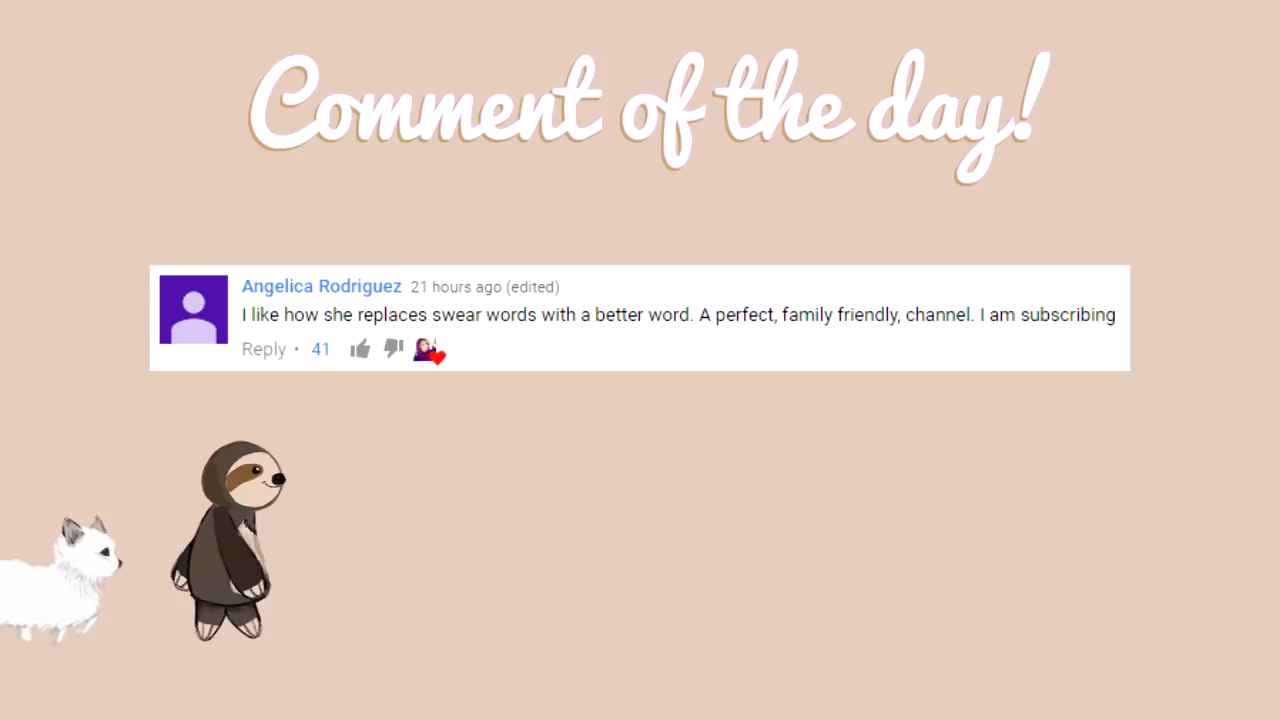 Comment of the day!
Angelica Rodriguez 21 hours ago (edited)
I like how she replaces swear words with a better word. A perfect, family friendly, channel. I am subscribing
Reply • 41